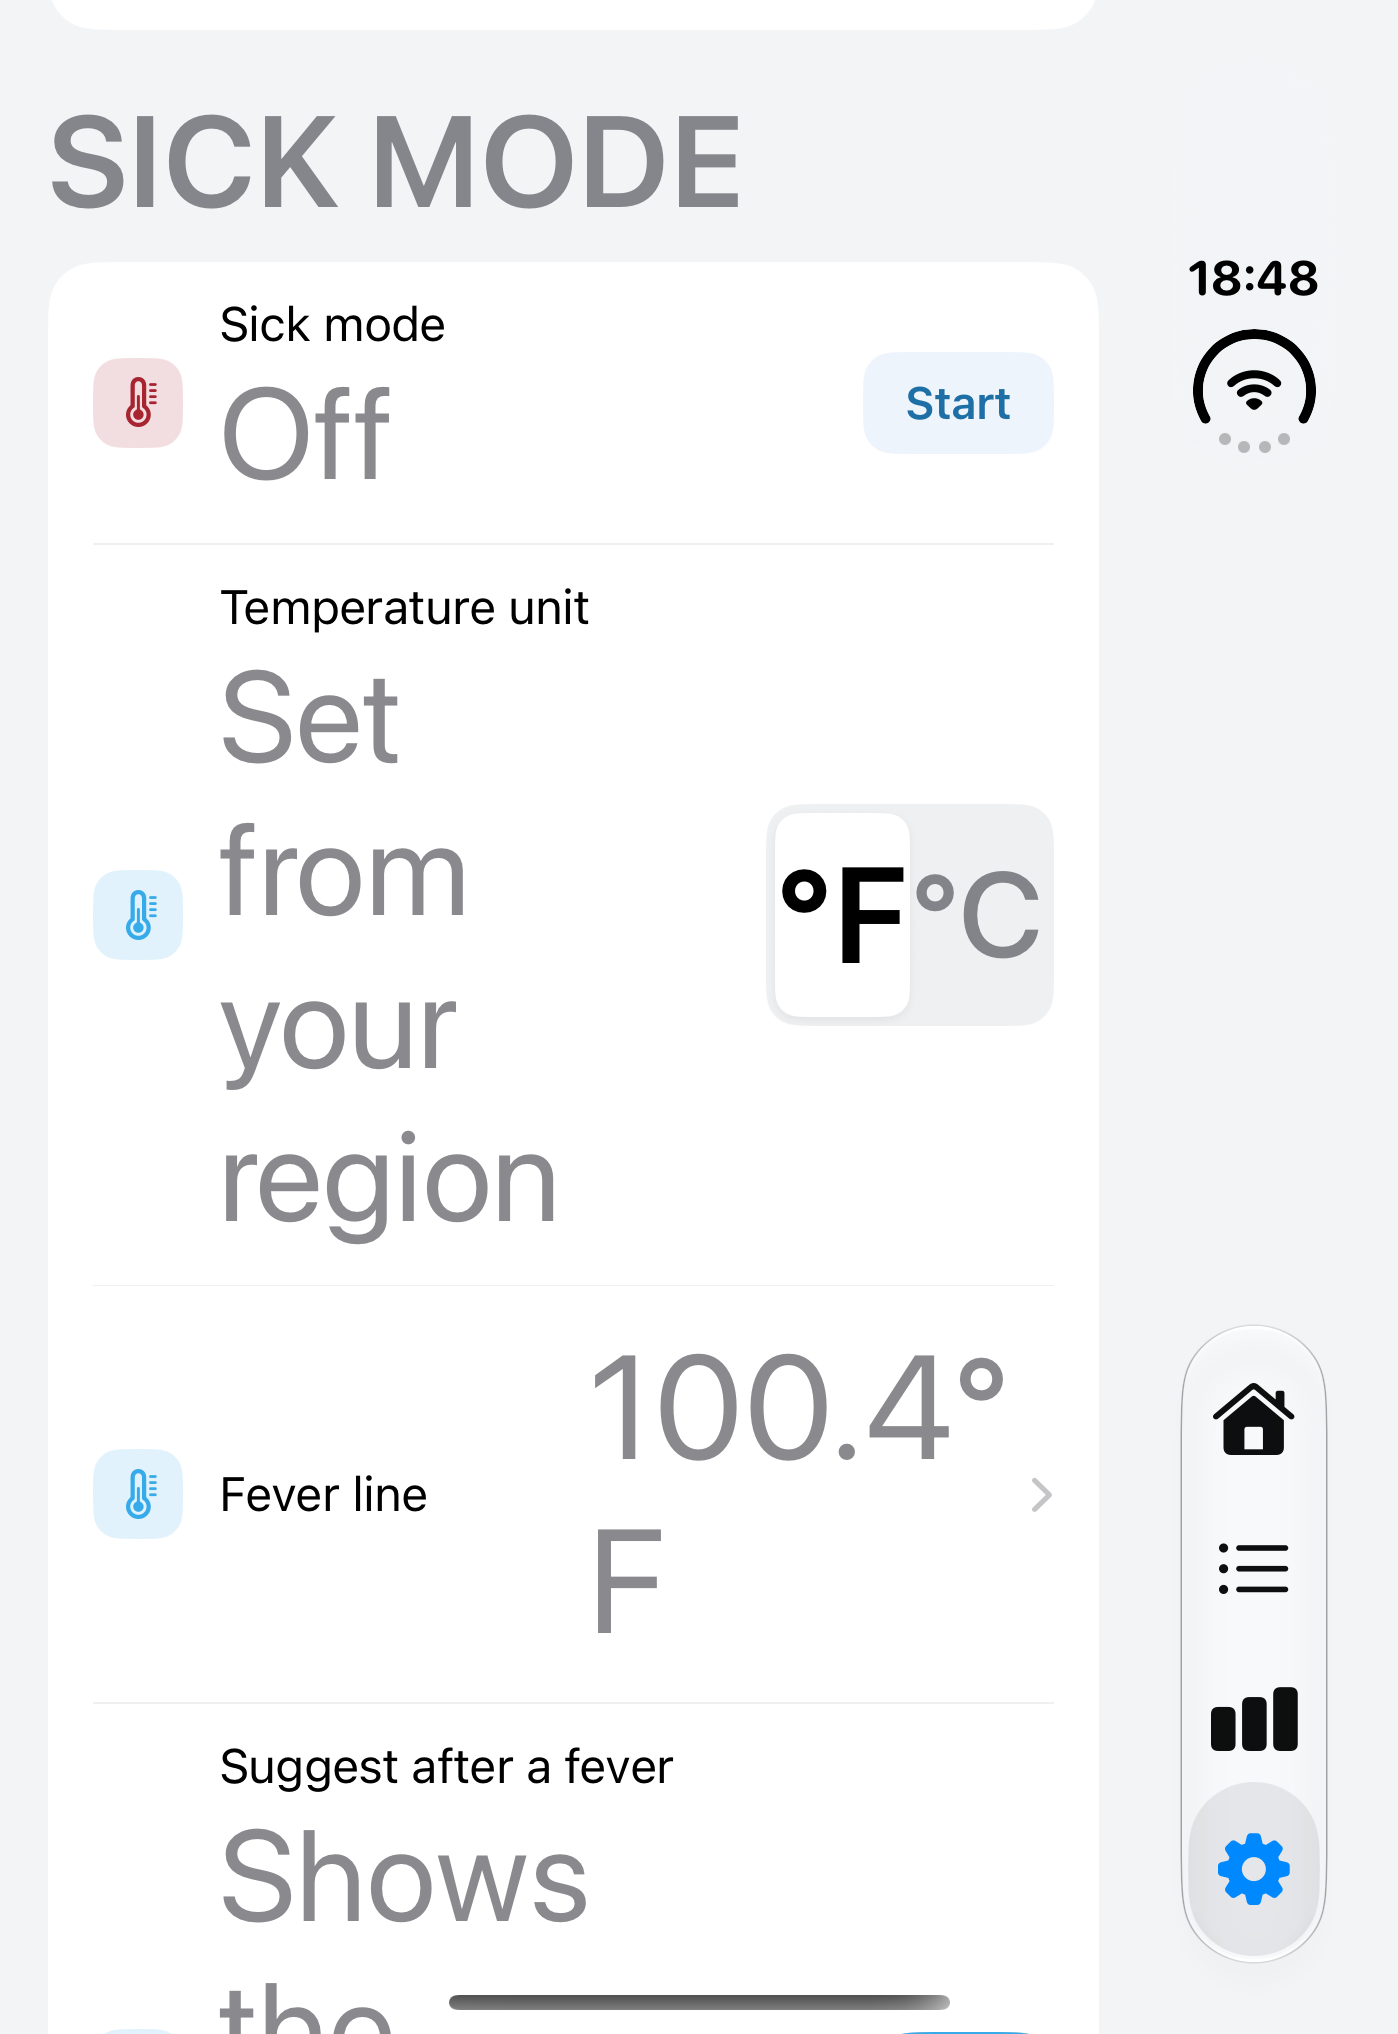 SICK MODE
18:48
Sick mode
Off
Start
Temperature unit
Set
from
your
region
°F
°C
Fever line
100.4°
F
Suggest after a fever
Shows
the